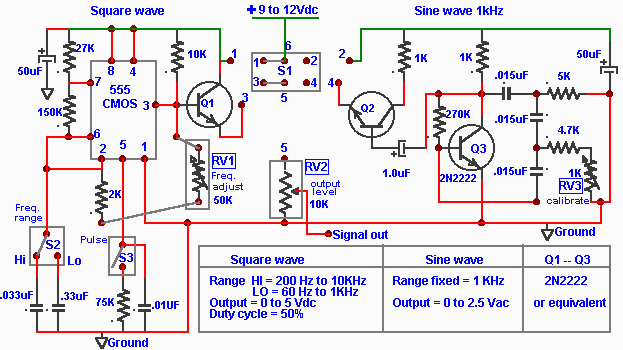 Square wave
+ 9 to 12Vdc
Sine wave 1kHz
27K
10K
1
6
2
1K
1K
50uF
50uF
8
4
1
2
S1
3
4
5
7
555
CMOS
3
Q1
3
4
Q2
.015uF
5K
150K
.015uF
270K
4.7K
6
2
5
1
RV1
Freq.
adjust
50K
5
RV2
output
level
10K
1.0uF
Q3
2N2222
.015uF
1K
RV3
calibrate
2K
Freq.
range
S2
Hi
Lo
Pulse
S3
Signal out
Ground
.033uF
.33uF
75K
.01UF
Ground
Square wave
Sine wave
Q1 -- Q3
Range HI = 200 Hz to 10KHz
LO = 60 Hz to 1KHz
Output = 0 to 5 Vdc
Duty cycle = 50%
Range fixed = 1 KHz
Output = 0 to 2.5 Vac
2N2222
or equivalent